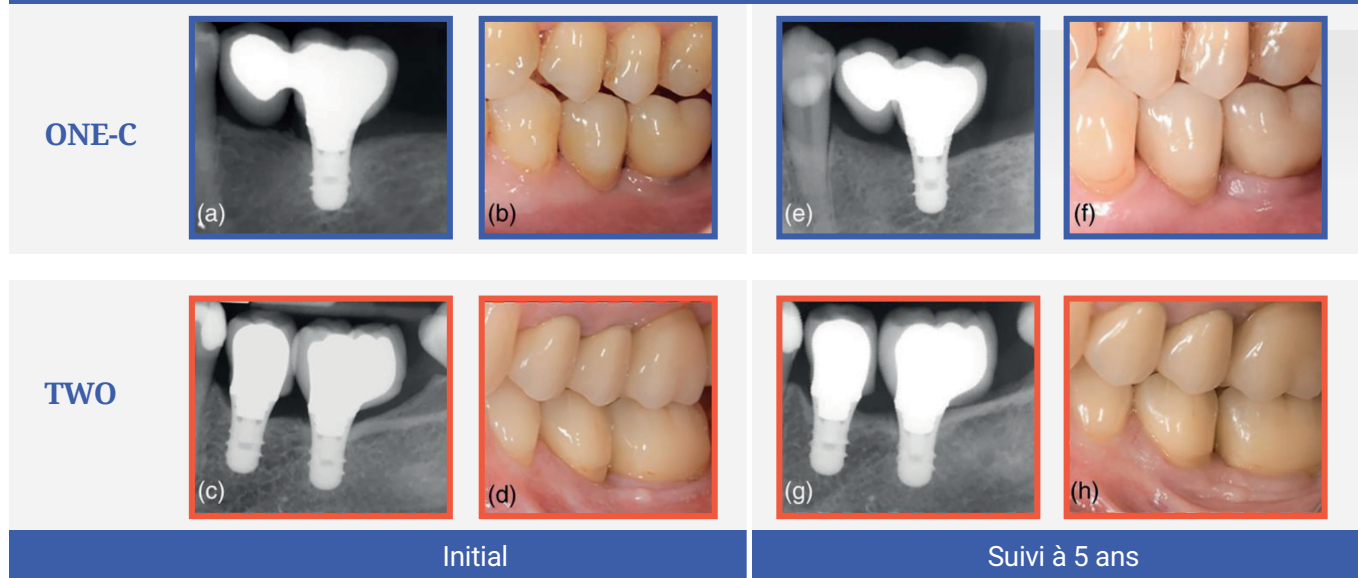 ONE-C
(a)
(b)
(e)
(f)
TWO
(c)
(d)
(g)
(h)
Initial
Suivi à 5 ans